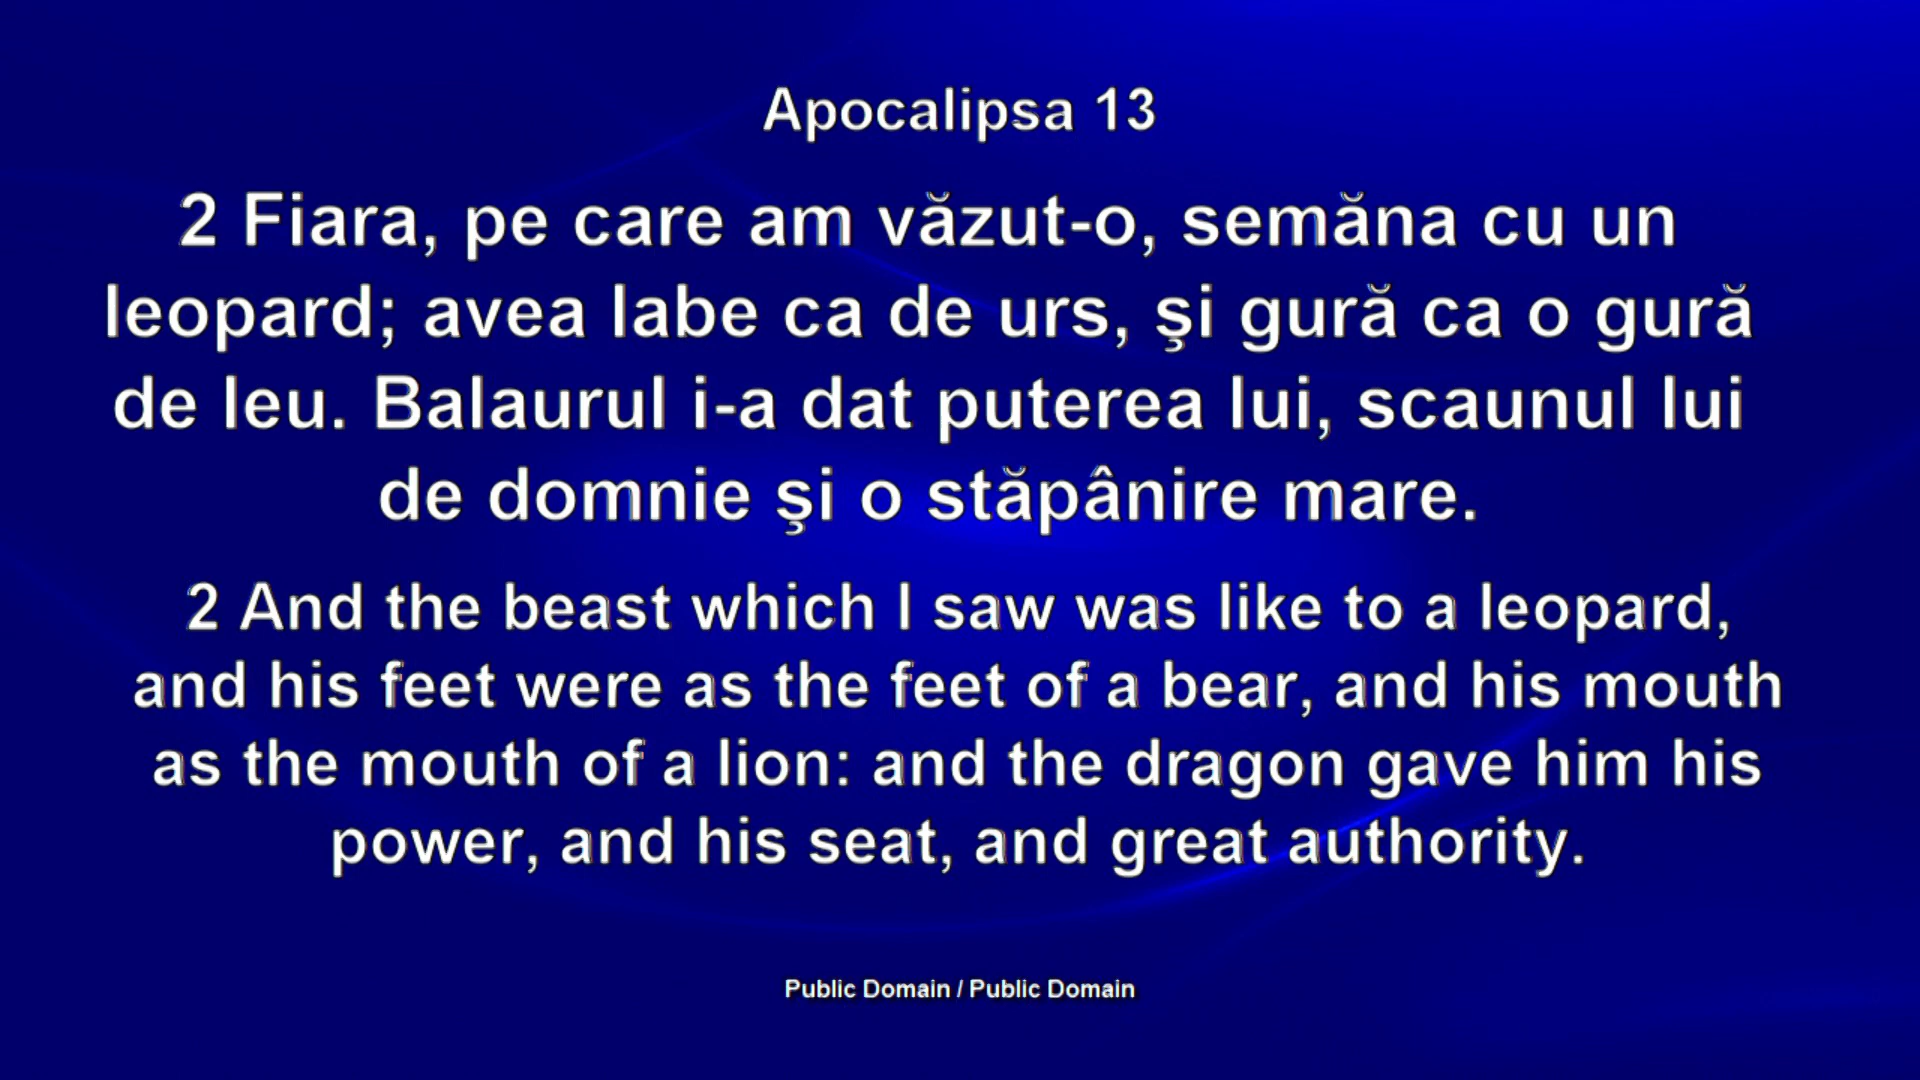 Apocalipsa 13
2 Fiara, pe care am văzut-o, semăna cu un
leopard; avea labe ca de urs, şi gură ca o gură
de leu. Balaurul i-a dat puterea lui, scaunul lui
de domnie şi o stăpânire mare.
2 And the beast which I saw was like to a leopard,
and his feet were as the feet of a bear, and his mouth
as the mouth of a lion: and the dragon gave him his
power, and his seat, and great authority.
Public Domain / Public Domain